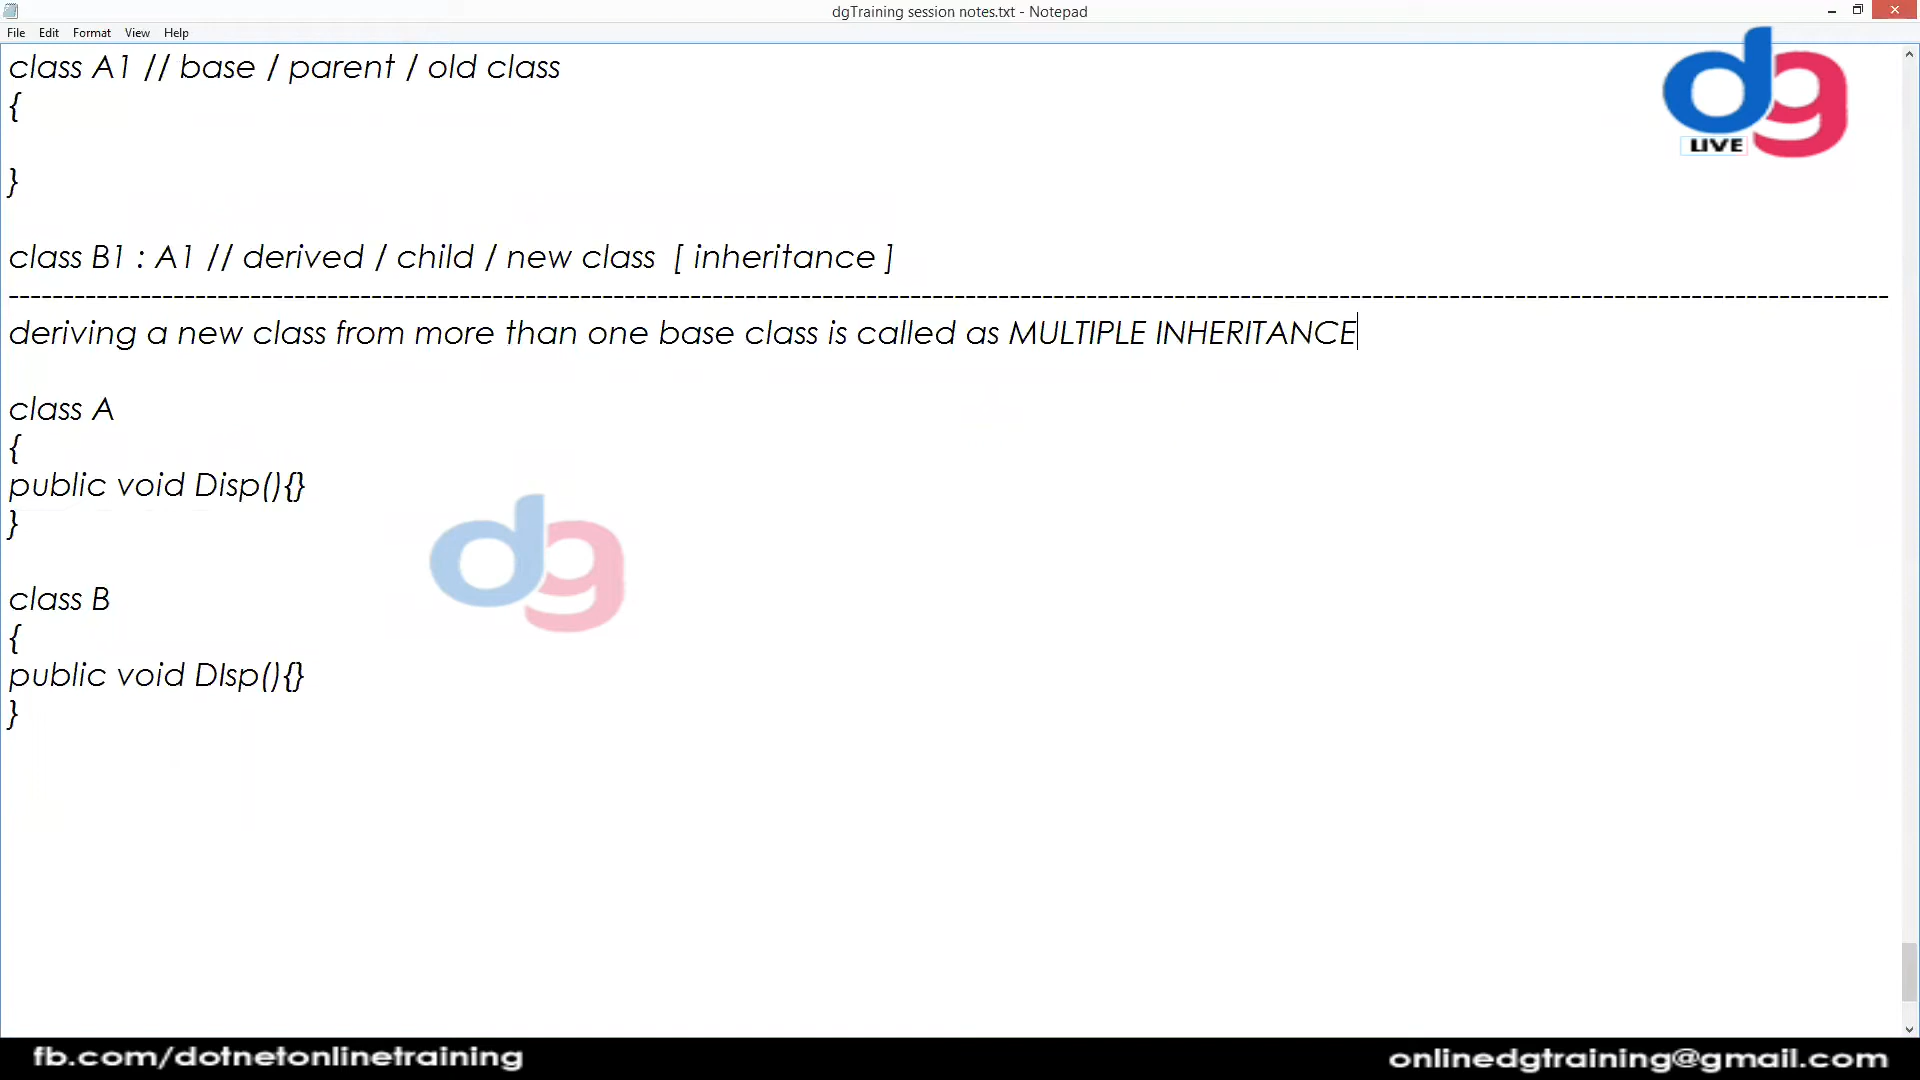 dgTraining session notes.txt - Notepad
File Edit Format View Help
class A1 // base / parent / old class
{
}
class B1 : A1 // derived / child / new class [ inheritance ]
--------------------------------------------------------------------------------
deriving a new class from more than one base class is called as MULTIPLE INHERITANCE
class A
{
public void Disp(){}
}
class B
{
public void DIsp(){}
}
dg
LIVE
dg
fb.com/dotnetonlinetraining
onlinedgtraining@gmail.com